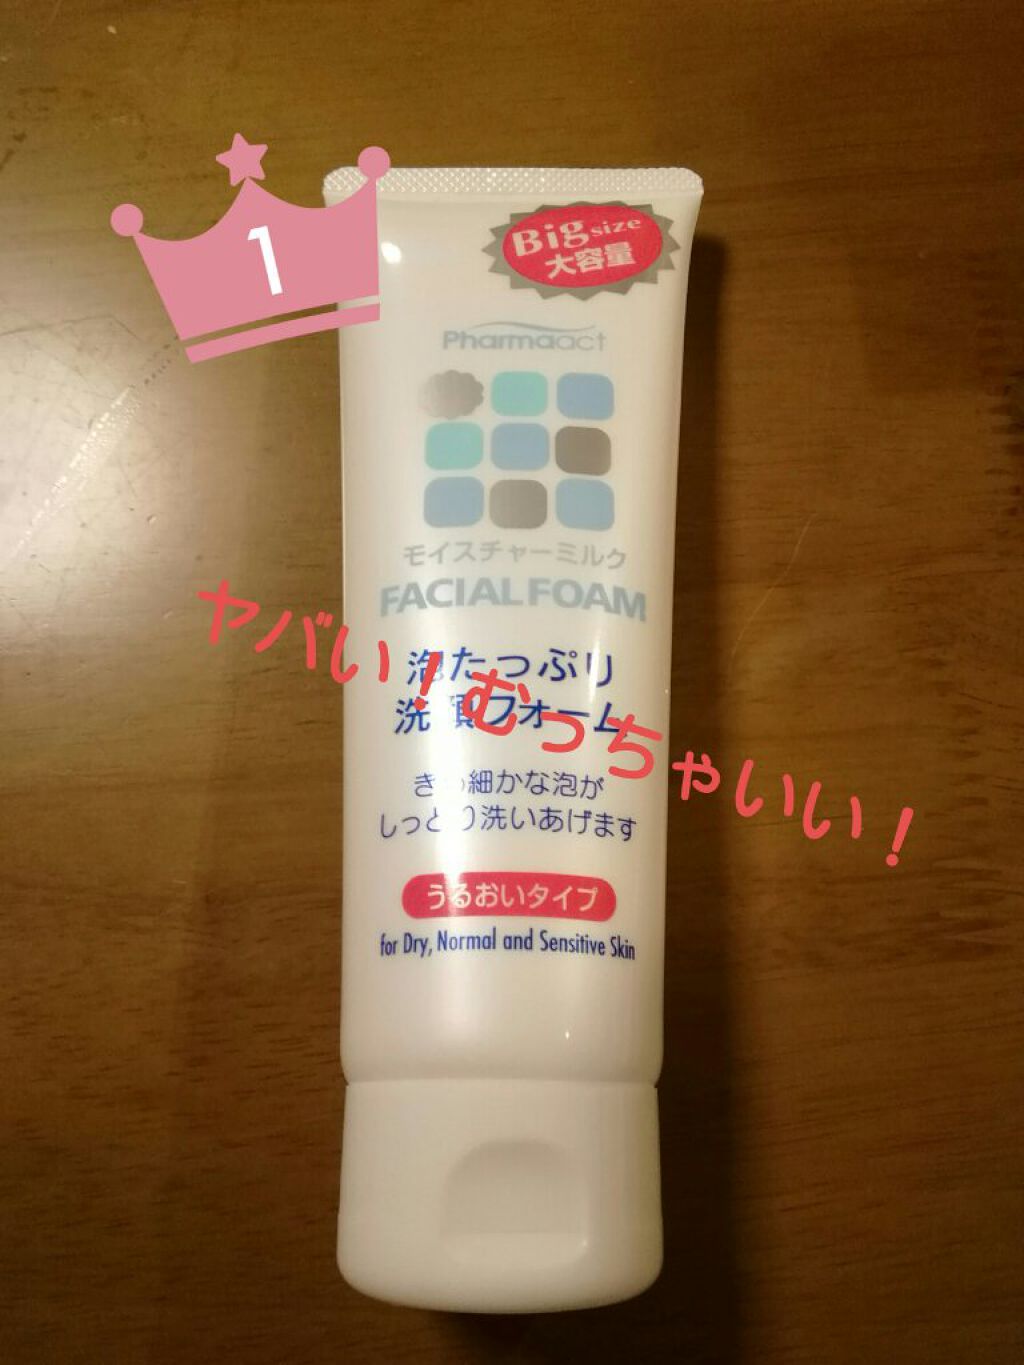 1
Big size
大容量
Pharmaact
モイスチャーミルク
FACIAL FOAM
ヤバい！むっちゃいい！
泡たっぷり
洗顔フォーム
きめ細かな泡が
しっとり洗いあげます
うるおいタイプ
for Dry, Normal and Sensitive Skin